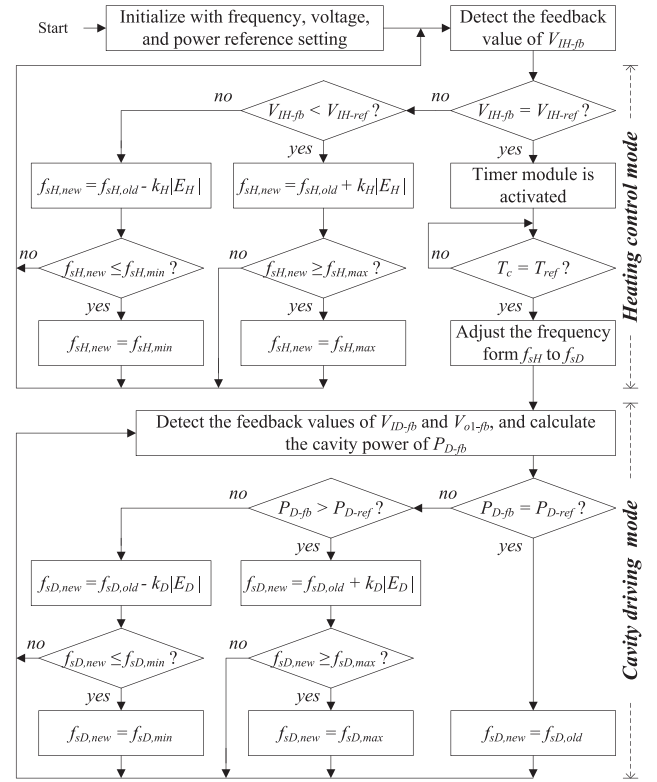 Start
Initialize with frequency, voltage,
and power reference setting
Detect the feedback
value of V_IH-fb
no
V_IH-fb < V_IH-ref ?
no
V_IH-fb = V_IH-ref ?
yes
yes
f_sH,new = f_sH,old - k_H|E_H|
f_sH,new = f_sH,old + k_H|E_H|
Timer module is
activated
no
f_sH,new ≤ f_sH,min ?
no
f_sH,new ≥ f_sH,max ?
no
T_c = T_ref ?
yes
yes
yes
f_sH,new = f_sH,min
f_sH,new = f_sH,max
Adjust the frequency
form f_sH to f_sD
Heating control mode
Detect the feedback values of V_ID-fb and V_o1-fb, and calculate
the cavity power of P_D-fb
no
P_D-fb > P_D-ref ?
no
P_D-fb = P_D-ref ?
yes
yes
f_sD,new = f_sD,old - k_D|E_D|
f_sD,new = f_sD,old + k_D|E_D|
no
f_sD,new ≤ f_sD,min ?
no
f_sD,new ≥ f_sD,max ?
yes
yes
f_sD,new = f_sD,min
f_sD,new = f_sD,max
f_sD,new = f_sD,old
Cavity driving mode